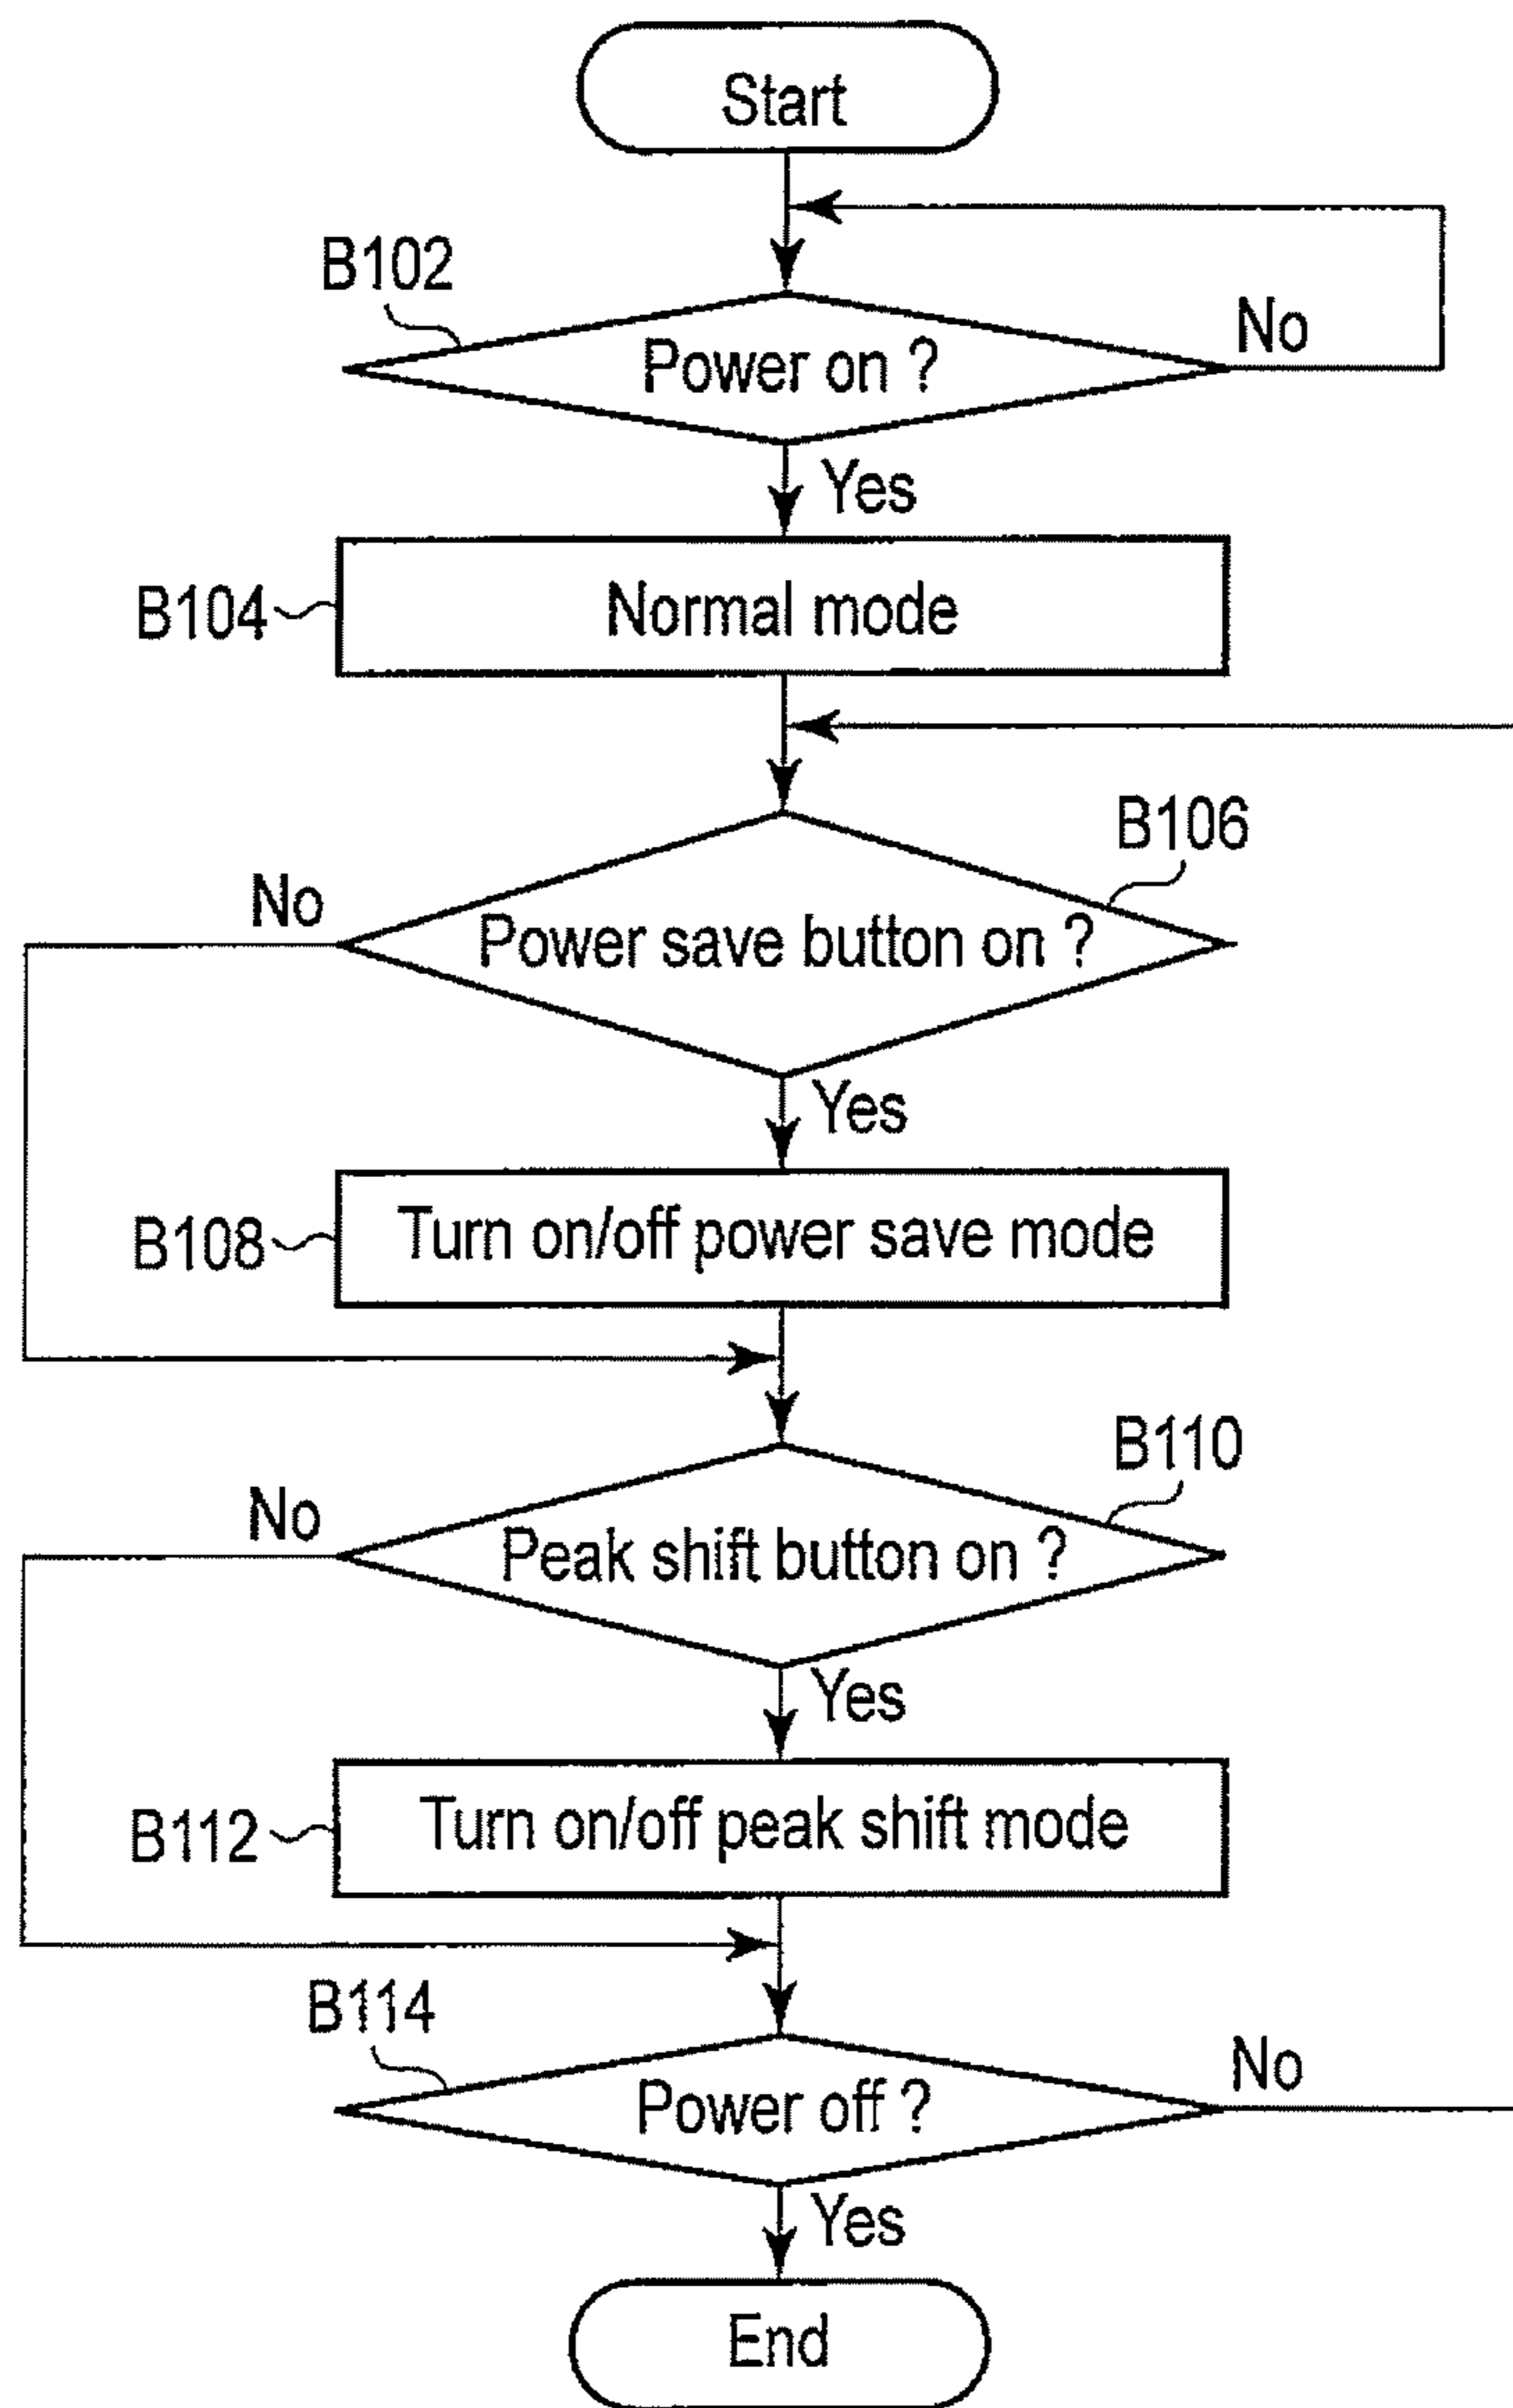 Start
B102
Power on ?
No
Yes
B104
Normal mode
B106
No
Power save button on ?
Yes
B108
Turn on/off power save mode
B110
No
Peak shift button on ?
Yes
B112
Turn on/off peak shift mode
B114
Power off ?
No
Yes
End